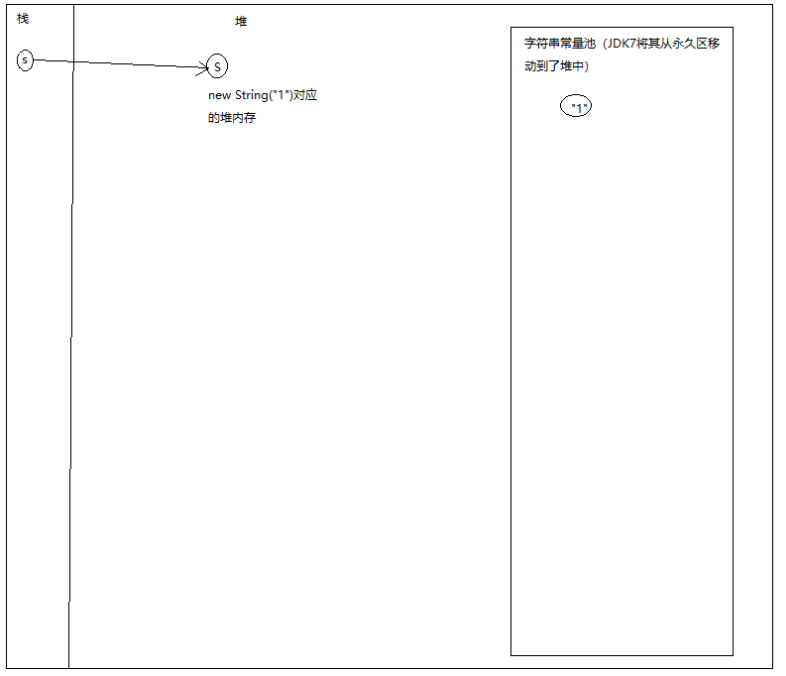 栈
堆
s
S
new String("1")对应
的堆内存
字符串常量池（JDK7将其从永久区移
动到了堆中）
"1"